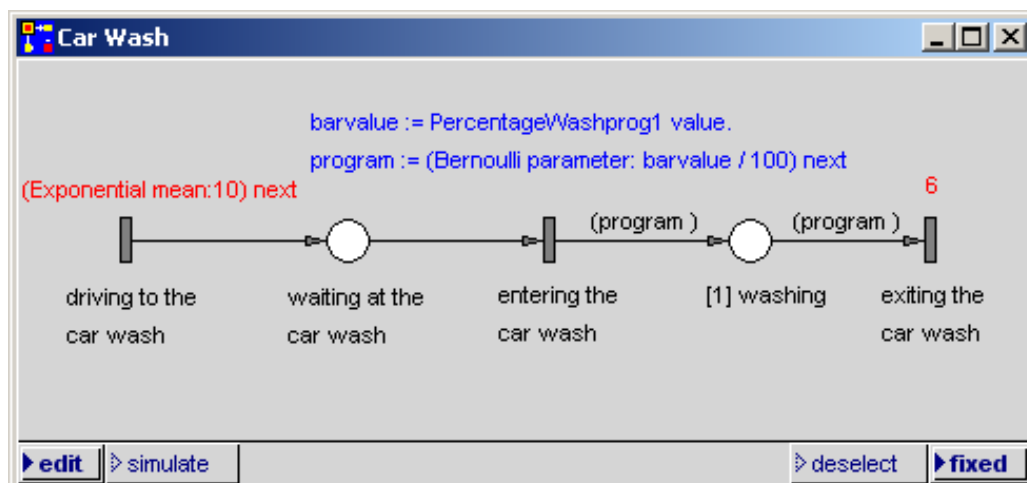 Car Wash
barvalue := PercentageWashprog1 value.
program := (Bernoulli parameter: barvalue / 100) next
(Exponential mean:10) next
6
(program )
(program )
driving to the
car wash
waiting at the
car wash
entering the
car wash
[1] washing
exiting the
car wash
edit
simulate
deselect
fixed